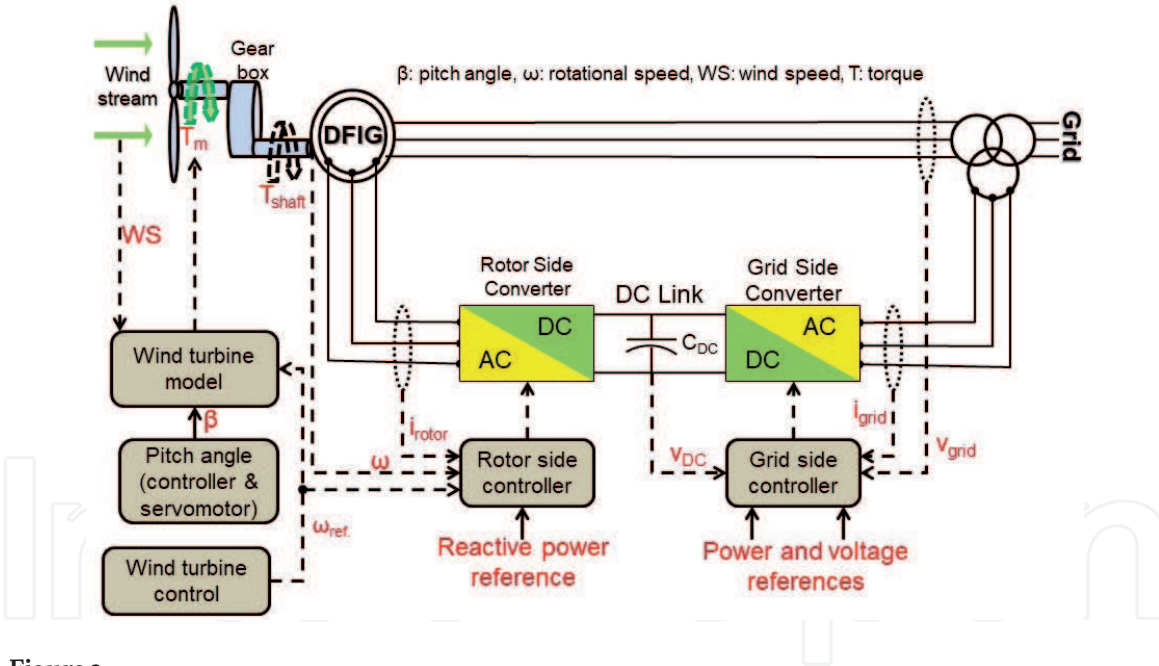 Wind
stream
Gear
box
β: pitch angle, ω: rotational speed, WS: wind speed, T: torque
DFIG
Grid
Tm
Tshaft
WS
Rotor Side
Converter
DC Link
Grid Side
Converter
DC
AC
CDC
AC
DC
Wind turbine
model
β
irotor
igrid
vgrid
Pitch angle
(controller &
servomotor)
ω
Rotor side
controller
vDC
Grid side
controller
ωref.
Reactive power
reference
Power and voltage
references
Wind turbine
control